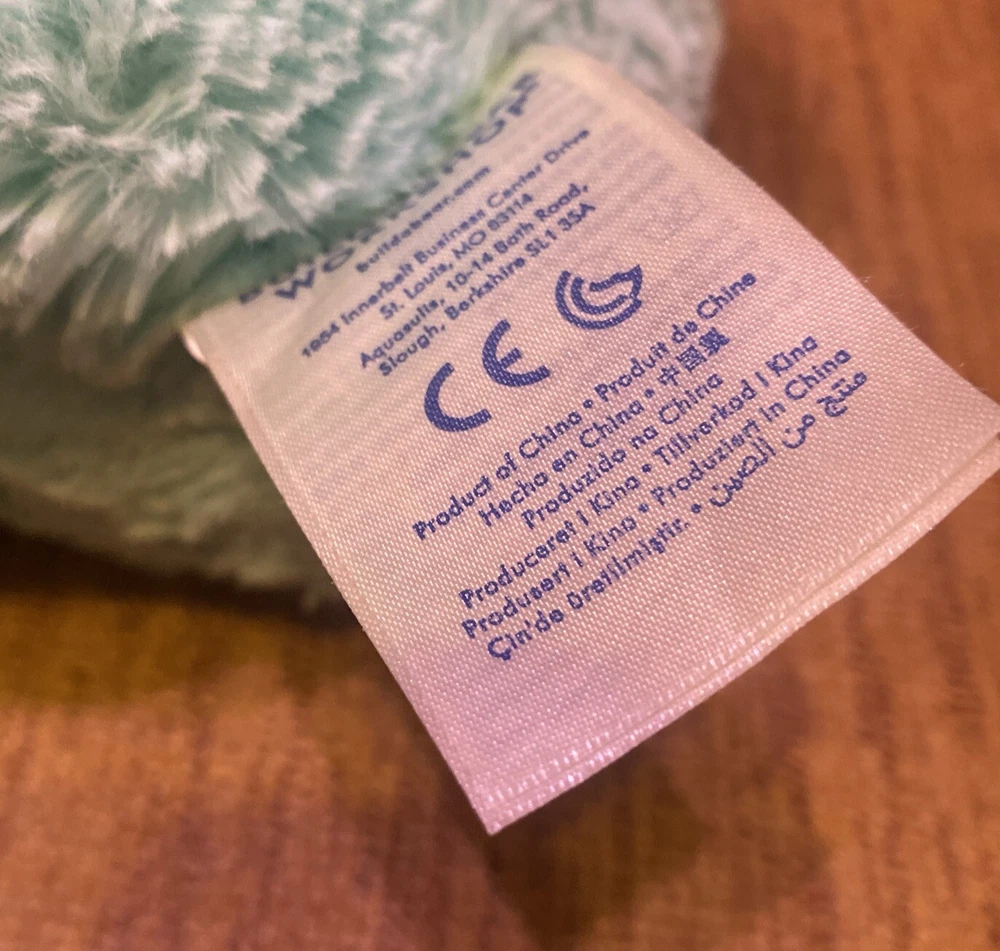 WORKSHOP
buildabear.com
1954 Innerbelt Business Center Drive
St. Louis, MO 63114
Aquasulis, 10-14 Bath Road,
Slough, Berkshire SL1 3SA
CE
Product of China • Produit de Chine
Hecho en China • 中国製
Produzido na China
Produceret i Kina • Tillverkad i Kina
Produsert i Kina • Produziert in China
Çin'de üretilmiştir. • منتج من الصين